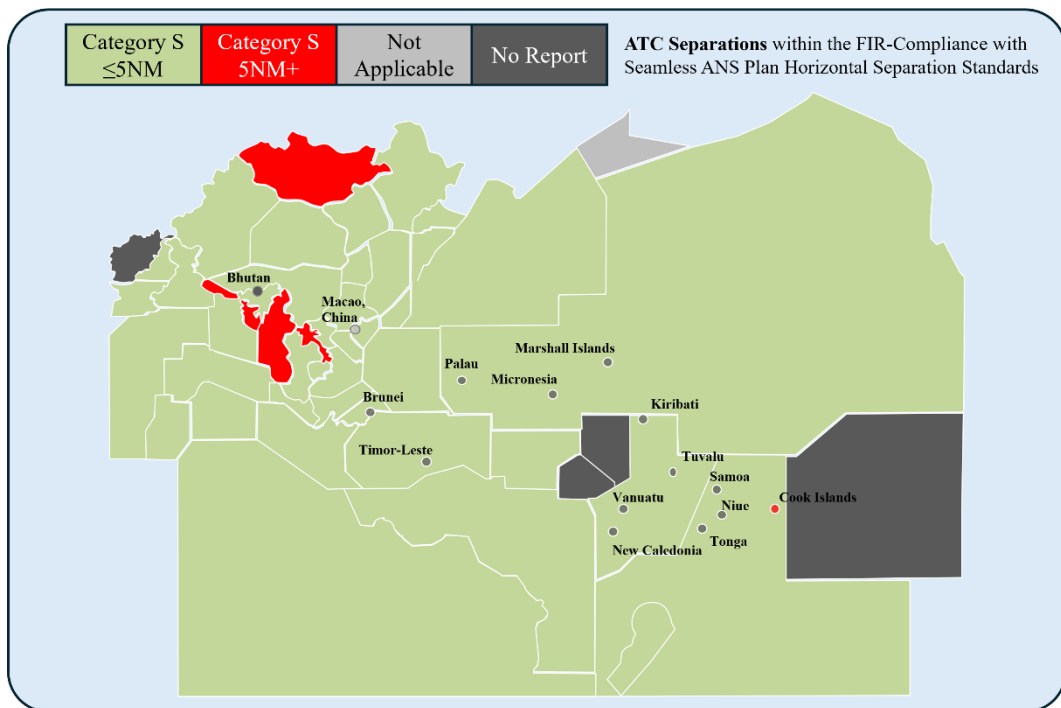 Category S
≤5NM
Category S
5NM+
Not
Applicable
No Report
ATC Separations within the FIR-Compliance with
Seamless ANS Plan Horizontal Separation Standards
Bhutan
Macao,
China
Marshall Islands
Palau
Micronesia
Brunei
Kiribati
Timor-Leste
Tuvalu
Samoa
Vanuatu
Niue
Cook Islands
New Caledonia
Tonga